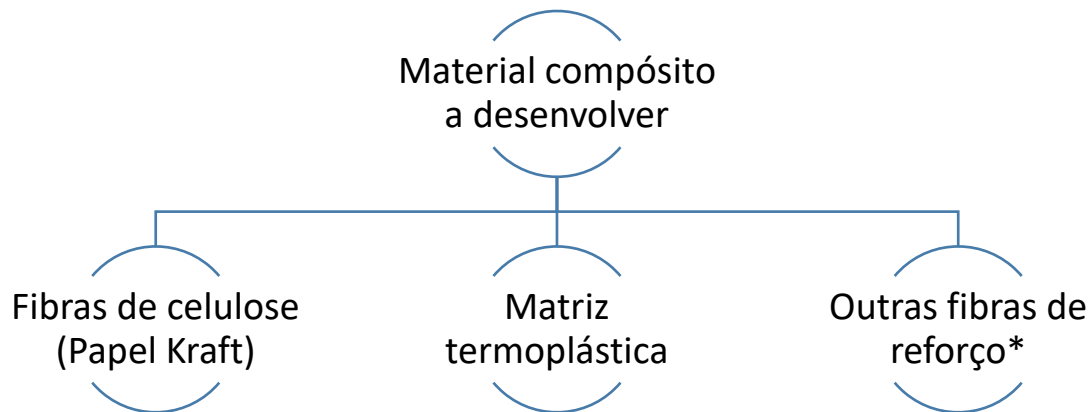 Material compósito
a desenvolver
Fibras de celulose
(Papel Kraft)
Matriz
termoplástica
Outras fibras de
reforço*